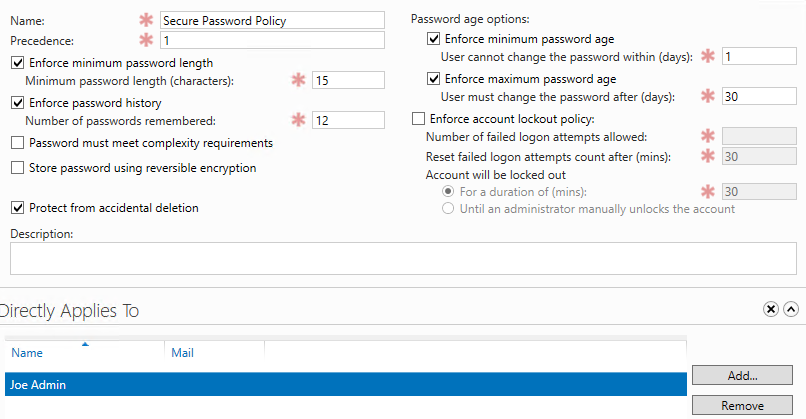 Name: Secure Password Policy
Precedence: 1
Enforce minimum password length
Minimum password length (characters): 15
Enforce password history
Number of passwords remembered: 12
Password must meet complexity requirements
Store password using reversible encryption
Protect from accidental deletion
Password age options:
Enforce minimum password age
User cannot change the password within (days): 1
Enforce maximum password age
User must change the password after (days): 30
Enforce account lockout policy:
Number of failed logon attempts allowed:
Reset failed logon attempts count after (mins): 30
Account will be locked out
For a duration of (mins): 30
Until an administrator manually unlocks the account
Description:
Directly Applies To
Name Mail
Joe Admin
Add...
Remove